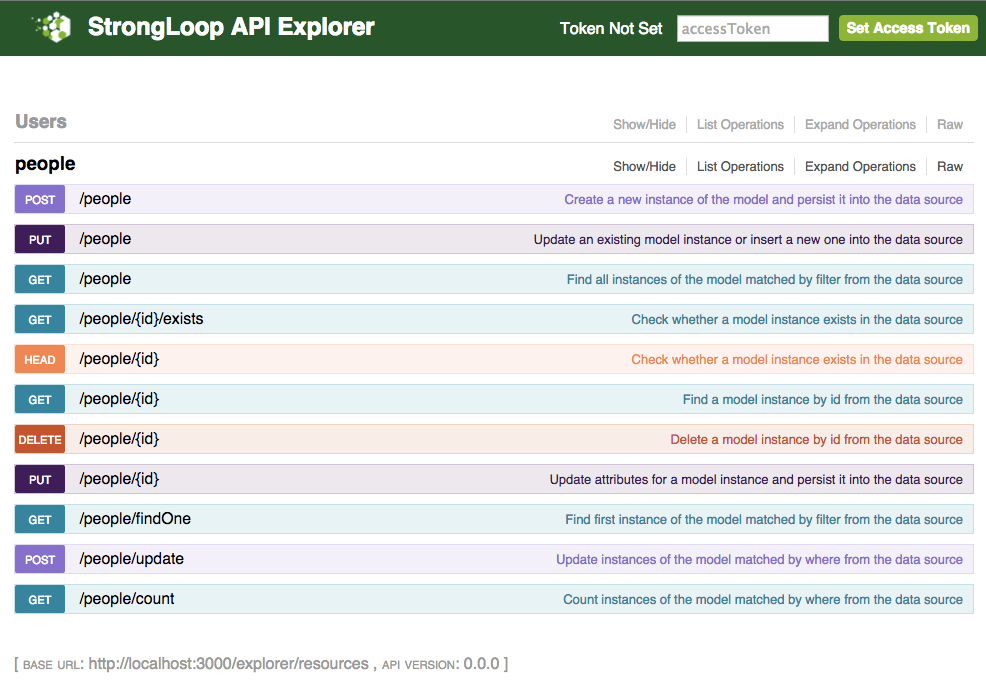 StrongLoop API Explorer Token Not Set accessToken Set Access Token
Users Show/Hide List Operations Expand Operations Raw
people Show/Hide List Operations Expand Operations Raw
POST /people Create a new instance of the model and persist it into the data source
PUT /people Update an existing model instance or insert a new one into the data source
GET /people Find all instances of the model matched by filter from the data source
GET /people/{id}/exists Check whether a model instance exists in the data source
HEAD /people/{id} Check whether a model instance exists in the data source
GET /people/{id} Find a model instance by id from the data source
DELETE /people/{id} Delete a model instance by id from the data source
PUT /people/{id} Update attributes for a model instance and persist it into the data source
GET /people/findOne Find first instance of the model matched by filter from the data source
POST /people/update Update instances of the model matched by where from the data source
GET /people/count Count instances of the model matched by where from the data source
[ BASE URL: http://localhost:3000/explorer/resources , API VERSION: 0.0.0 ]